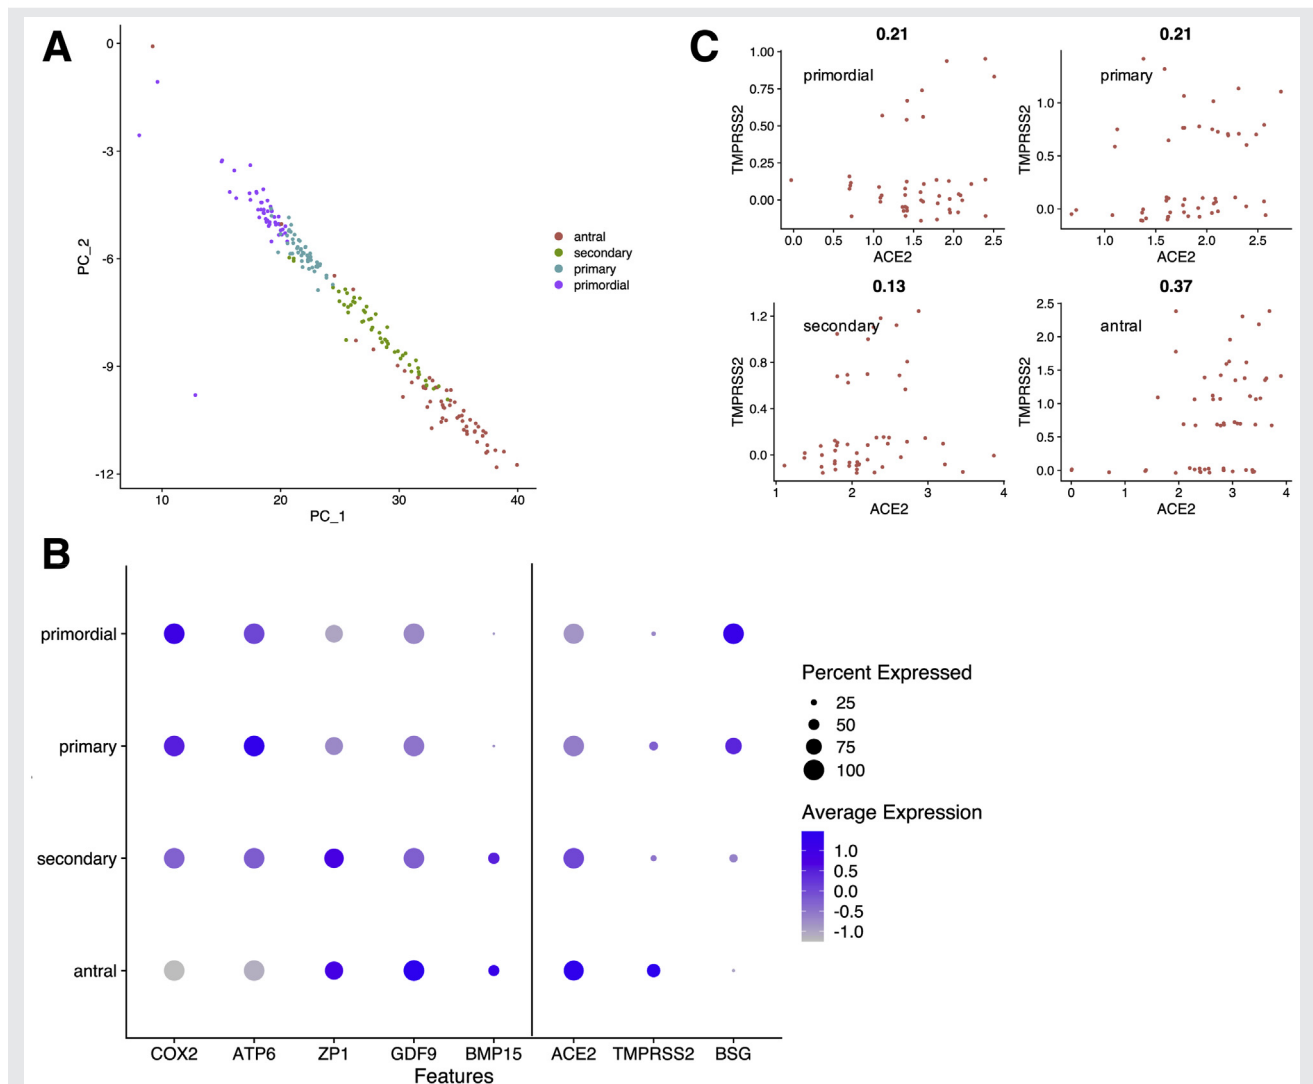 A
0
-3
-6
-9
-12
PC_2
10 20 30 40
PC_1
antral
secondary
primary
primordial
C
0.21
primordial
1.00
0.75
0.50
0.25
0.00
TMPRSS2
0.0 0.5 1.0 1.5 2.0 2.5
ACE2
0.21
primary
1.0
0.5
0.0
TMPRSS2
1.0 1.5 2.0 2.5
ACE2
0.13
secondary
1.2
0.8
0.4
0.0
TMPRSS2
1 2 3 4
ACE2
0.37
antral
2.5
2.0
1.5
1.0
0.5
0.0
TMPRSS2
0 1 2 3 4
ACE2
B
primordial
primary
secondary
antral
COX2 ATP6 ZP1 GDF9 BMP15 ACE2 TMPRSS2 BSG
Features
Percent Expressed
25
50
75
100
Average Expression
1.0
0.5
0.0
-0.5
-1.0